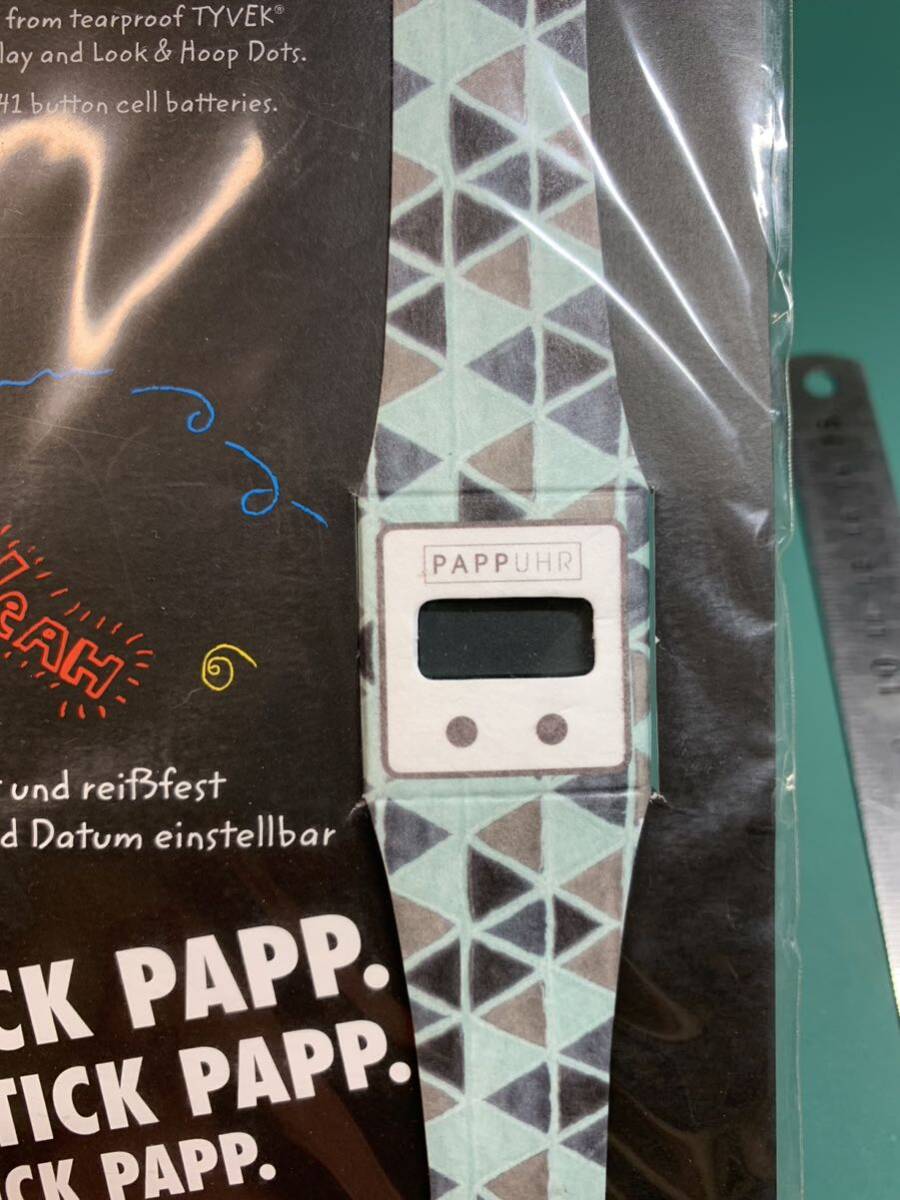 from tearproof TYVEK®
lay and Look & Hoop Dots.
41 button cell batteries.
YEAH
PAPPUHR
und reißfest
d Datum einstellbar
CK PAPP.
TICK PAPP.
CK PAPP.